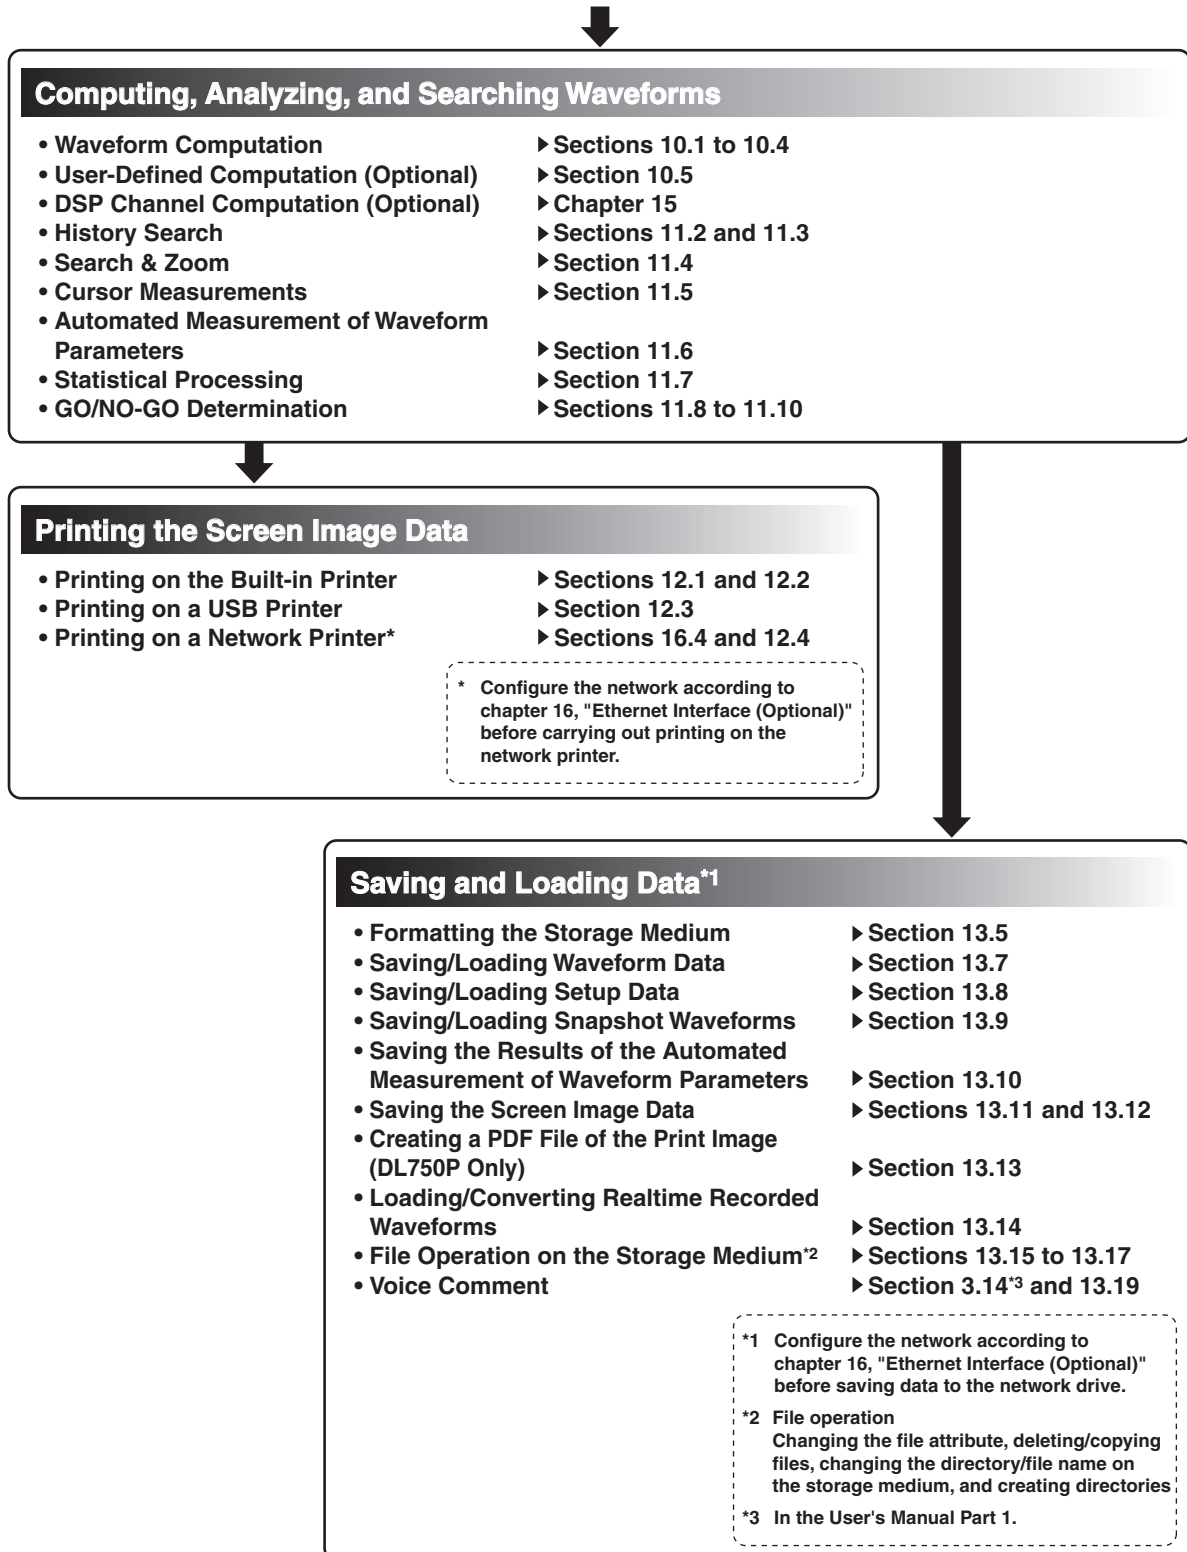 Computing, Analyzing, and Searching Waveforms
• Waveform Computation ▶ Sections 10.1 to 10.4
• User-Defined Computation (Optional) ▶ Section 10.5
• DSP Channel Computation (Optional) ▶ Chapter 15
• History Search ▶ Sections 11.2 and 11.3
• Search & Zoom ▶ Section 11.4
• Cursor Measurements ▶ Section 11.5
• Automated Measurement of Waveform
Parameters ▶ Section 11.6
• Statistical Processing ▶ Section 11.7
• GO/NO-GO Determination ▶ Sections 11.8 to 11.10
Printing the Screen Image Data
• Printing on the Built-in Printer ▶ Sections 12.1 and 12.2
• Printing on a USB Printer ▶ Section 12.3
• Printing on a Network Printer* ▶ Sections 16.4 and 12.4
* Configure the network according to
chapter 16, "Ethernet Interface (Optional)"
before carrying out printing on the
network printer.
Saving and Loading Data*1
• Formatting the Storage Medium ▶ Section 13.5
• Saving/Loading Waveform Data ▶ Section 13.7
• Saving/Loading Setup Data ▶ Section 13.8
• Saving/Loading Snapshot Waveforms ▶ Section 13.9
• Saving the Results of the Automated
Measurement of Waveform Parameters ▶ Section 13.10
• Saving the Screen Image Data ▶ Sections 13.11 and 13.12
• Creating a PDF File of the Print Image
(DL750P Only) ▶ Section 13.13
• Loading/Converting Realtime Recorded
Waveforms ▶ Section 13.14
• File Operation on the Storage Medium*2 ▶ Sections 13.15 to 13.17
• Voice Comment ▶ Section 3.14*3 and 13.19
*1 Configure the network according to
chapter 16, "Ethernet Interface (Optional)"
before saving data to the network drive.
*2 File operation
Changing the file attribute, deleting/copying
files, changing the directory/file name on
the storage medium, and creating directories
*3 In the User's Manual Part 1.